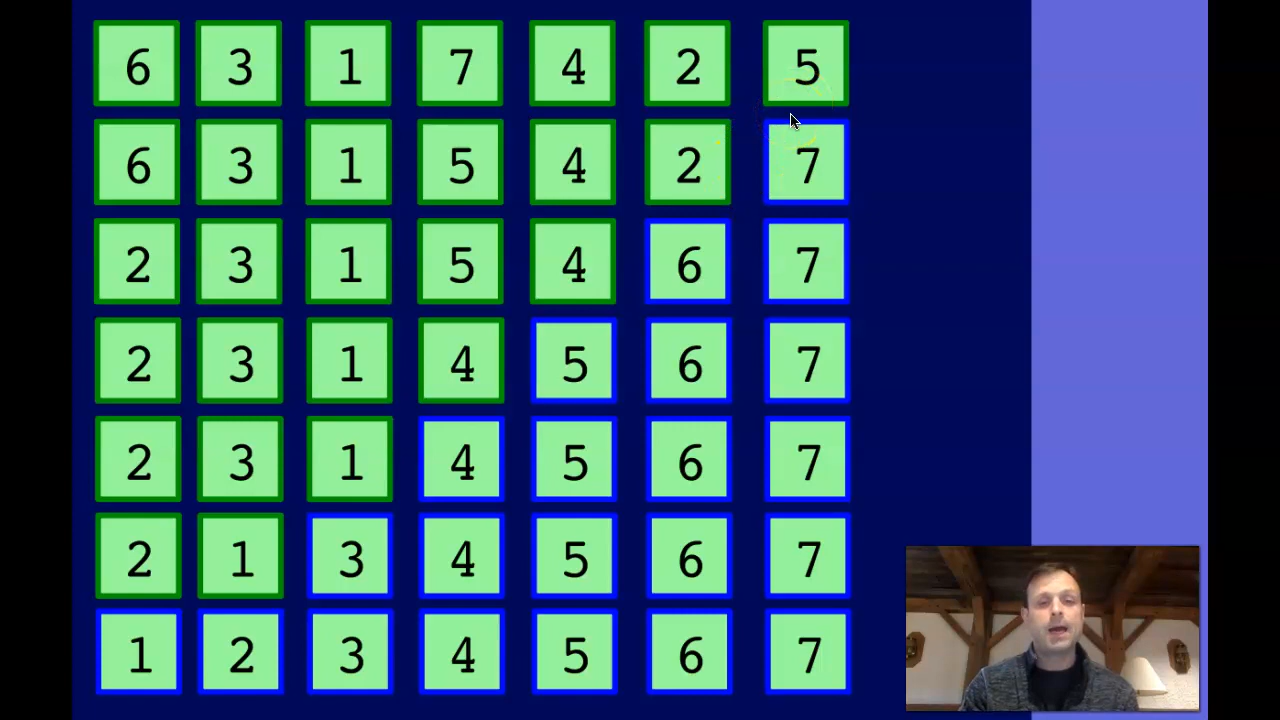 6 3 1 7 4 2 5
6 3 1 5 4 2 7
2 3 1 5 4 6 7
2 3 1 4 5 6 7
2 3 1 4 5 6 7
2 1 3 4 5 6 7
1 2 3 4 5 6 7